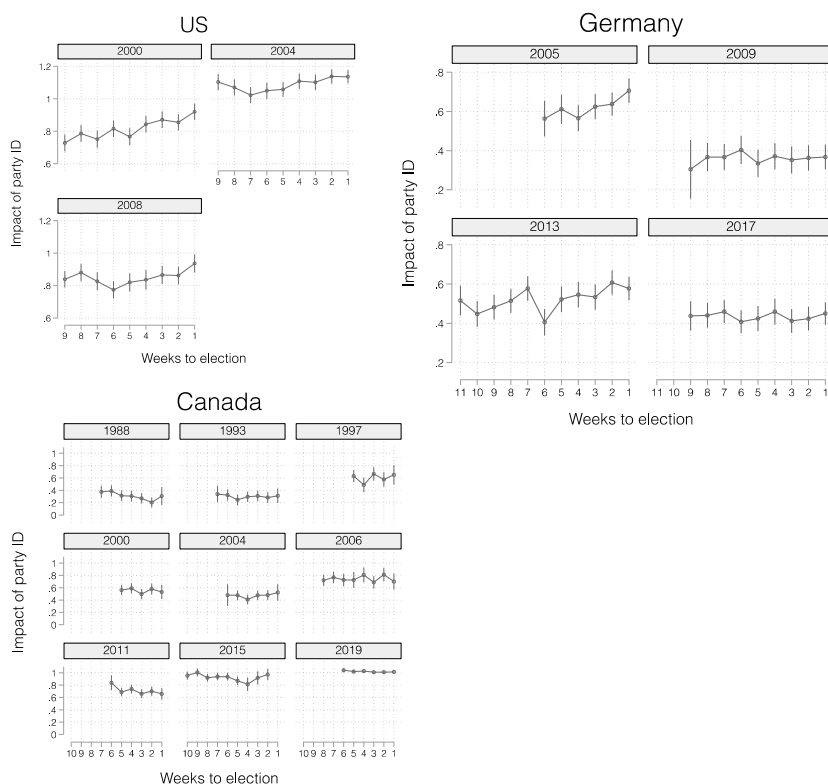 US
2000 2004
1.2
1
.8
.6
9 8 7 6 5 4 3 2 1
2008
1.2
1
.8
.6
9 8 7 6 5 4 3 2 1
Impact of party ID
Weeks to election
Germany
2005 2009
.8
.6
.4
.2
2013 2017
.8
.6
.4
.2
11 10 9 8 7 6 5 4 3 2 1 11 10 9 8 7 6 5 4 3 2 1
Impact of party ID
Weeks to election
Canada
1988 1993 1997
1
.8
.6
.4
.2
0
2000 2004 2006
1
.8
.6
.4
.2
0
2011 2015 2019
1
.8
.6
.4
.2
0
10 9 8 7 6 5 4 3 2 1 10 9 8 7 6 5 4 3 2 1 10 9 8 7 6 5 4 3 2 1
Impact of party ID
Weeks to election